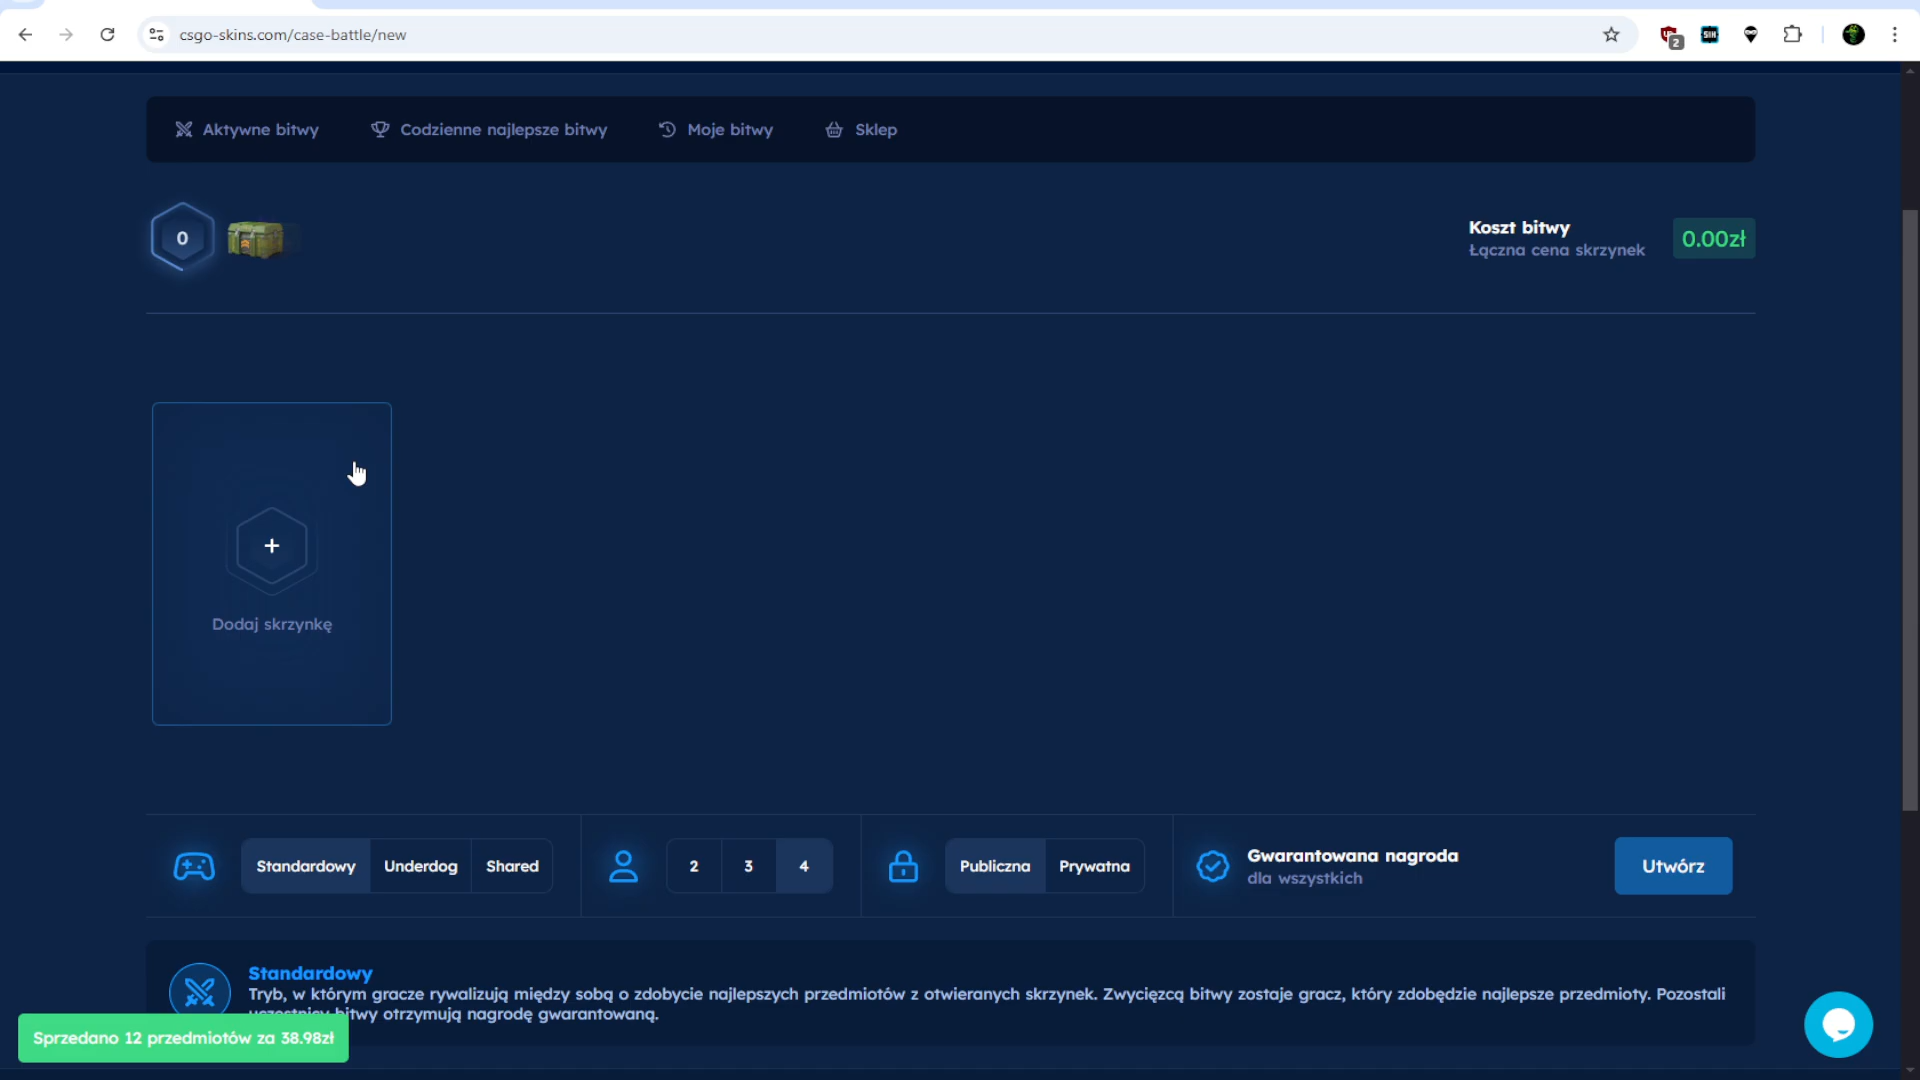 csgo-skins.com/case-battle/new
2
SIH
Aktywne bitwy
Codzienne najlepsze bitwy
Moje bitwy
Sklep
0
Koszt bitwy
Łączna cena skrzynek
0.00zł
+
Dodaj skrzynkę
Standardowy
Underdog
Shared
2
3
4
Publiczna
Prywatna
Gwarantowana nagroda
dla wszystkich
Utwórz
Standardowy
Tryb, w którym gracze rywalizują między sobą o zdobycie najlepszych przedmiotów z otwieranych skrzynek. Zwycięzcą bitwy zostaje gracz, który zdobędzie najlepsze przedmioty. Pozostali
uczestnicy bitwy otrzymują nagrodę gwarantowaną.
Sprzedano 12 przedmiotów za 38.98zł